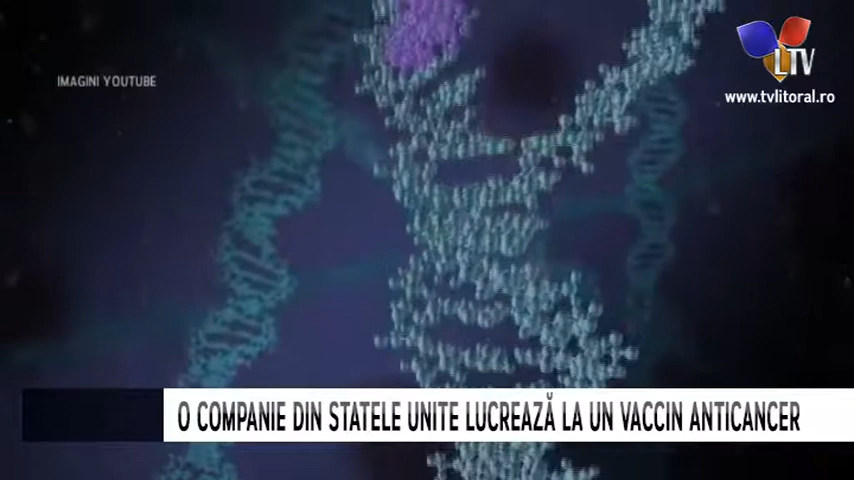 LTV
IMAGINI YOUTUBE
www.tvlitoral.ro
O COMPANIE DIN STATELE UNITE LUCREAZĂ LA UN VACCIN ANTICANCER